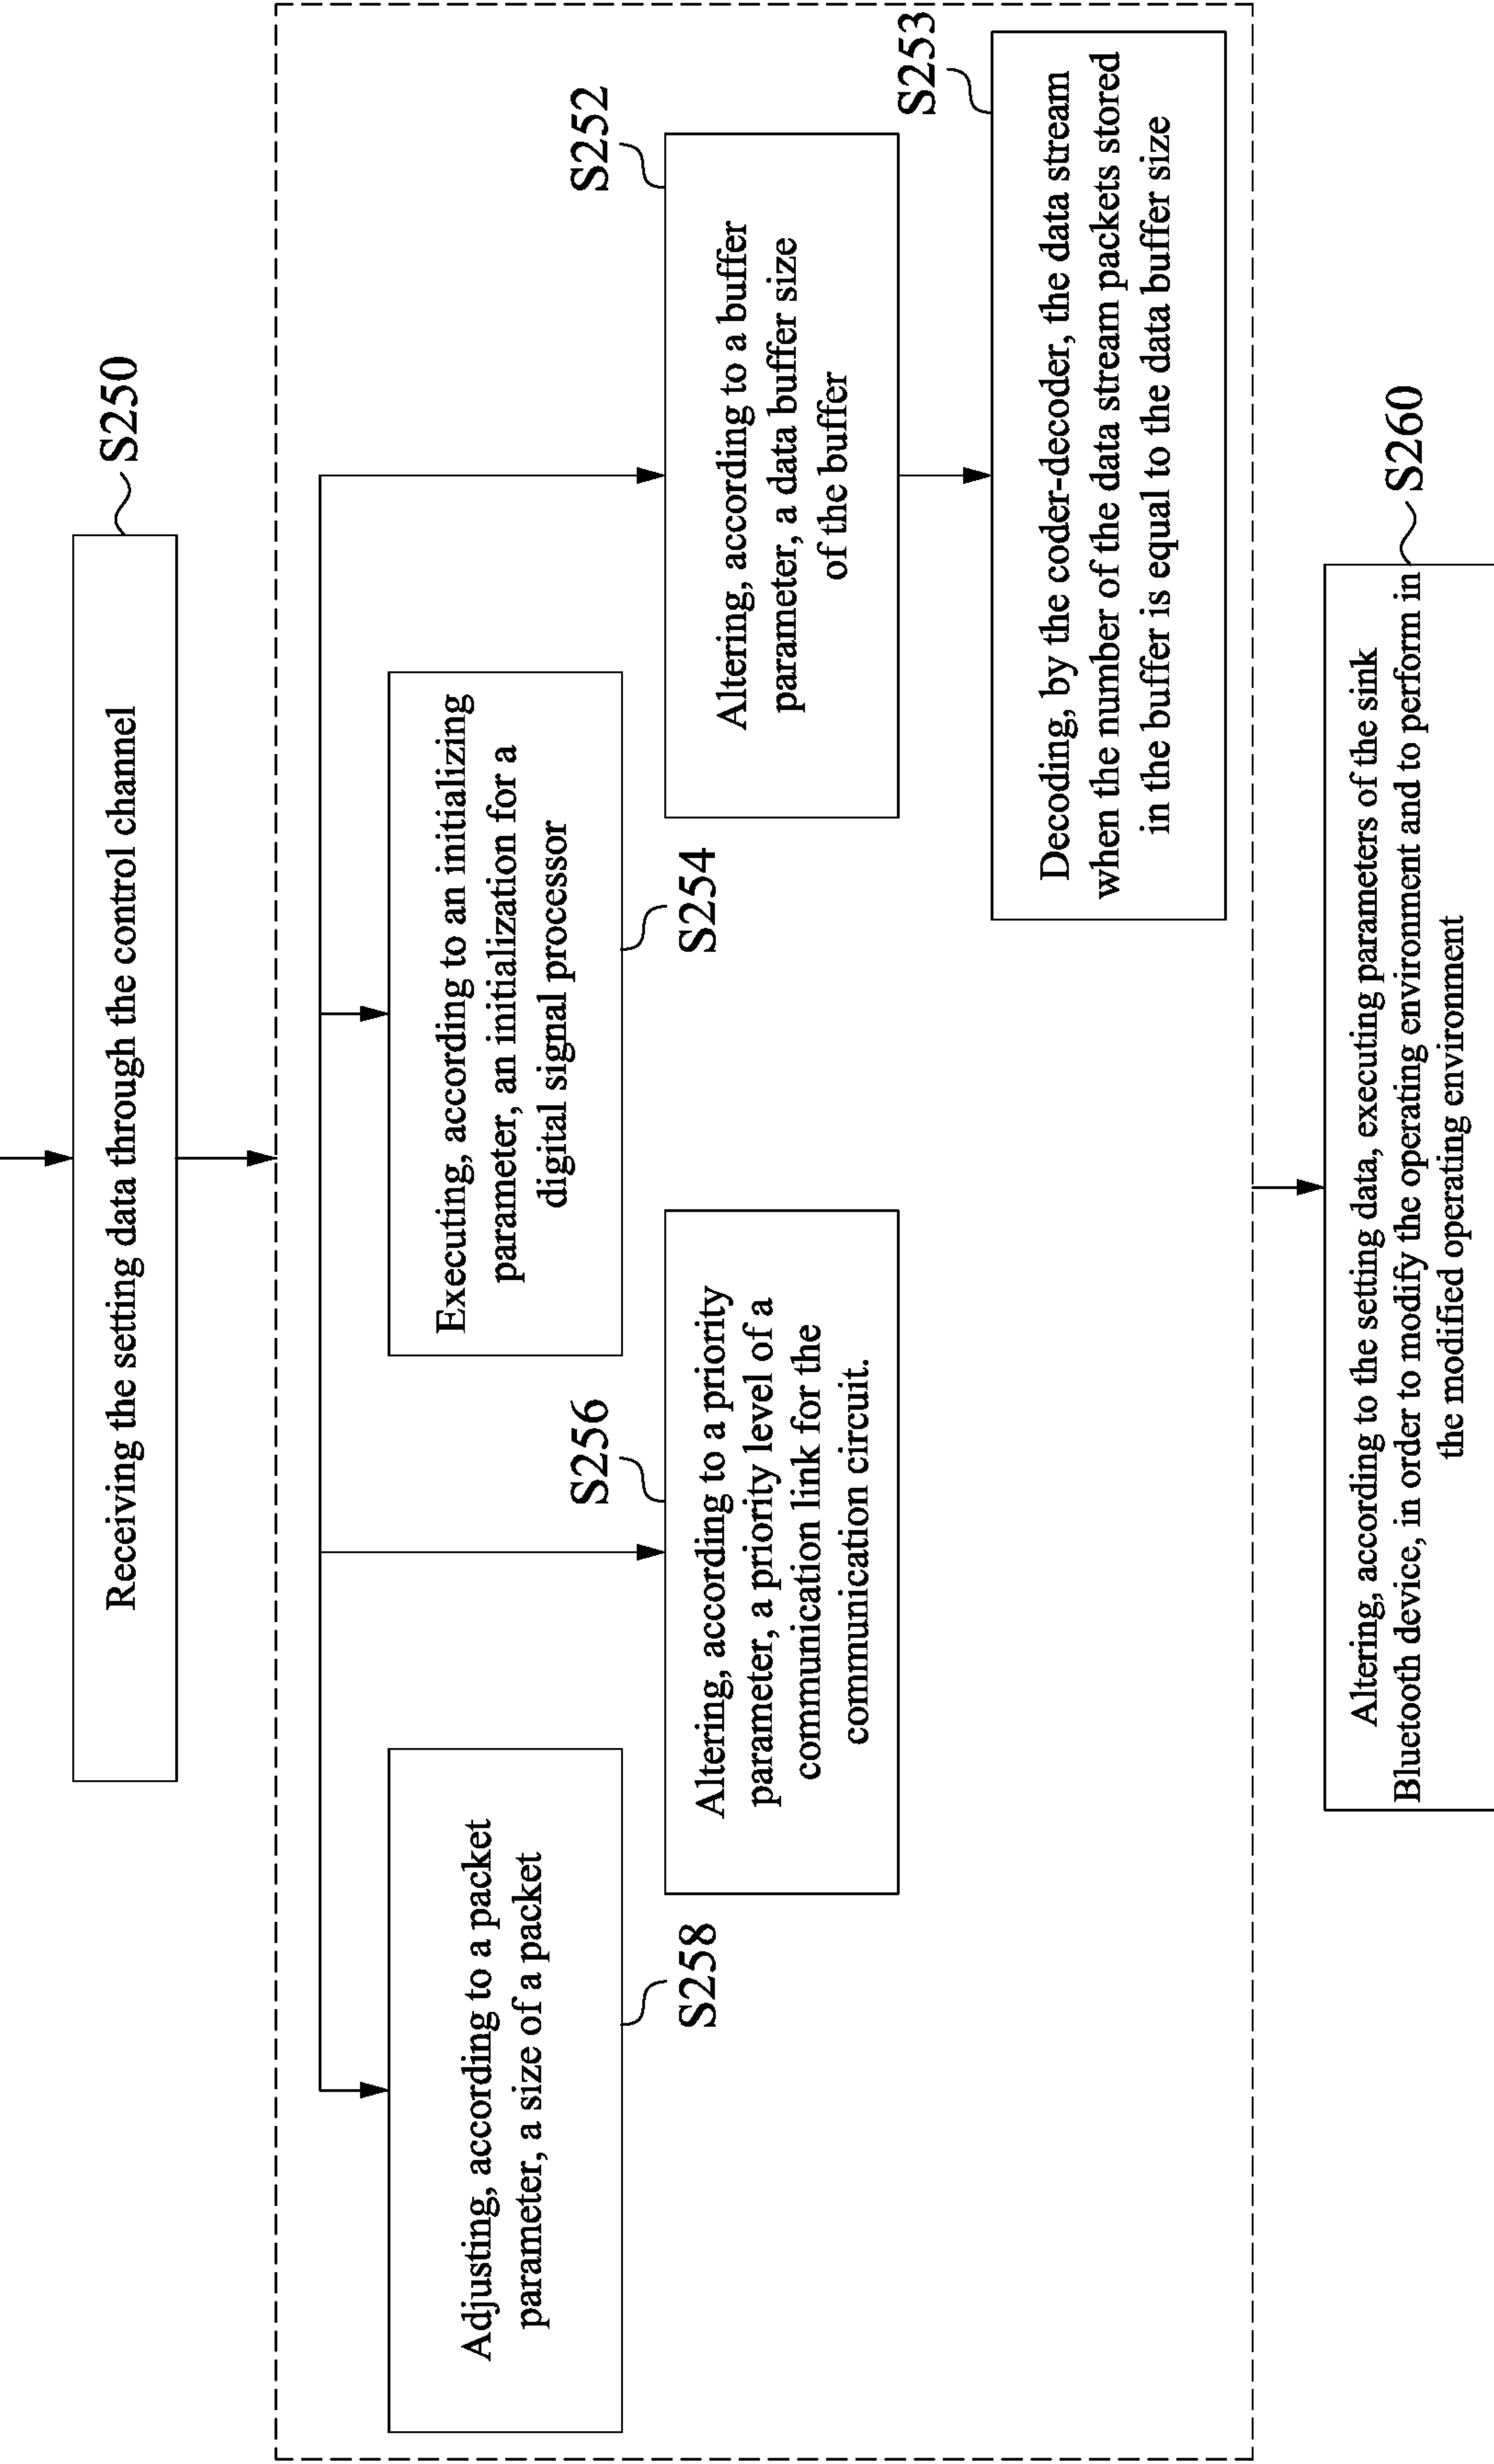 Receiving the setting data through the control channel
S250
Adjusting, according to a packet
parameter, a size of a packet
S258
Altering, according to a priority
parameter, a priority level of a
communication link for the
communication circuit.
S256
Executing, according to an initializing
parameter, an initialization for a
digital signal processor
S254
Altering, according to a buffer
parameter, a data buffer size
of the buffer
S252
Decoding, by the coder-decoder, the data stream
when the number of the data stream packets stored
in the buffer is equal to the data buffer size
S253
Altering, according to the setting data, executing parameters of the sink
Bluetooth device, in order to modify the operating environment and to perform in
the modified operating environment
S260